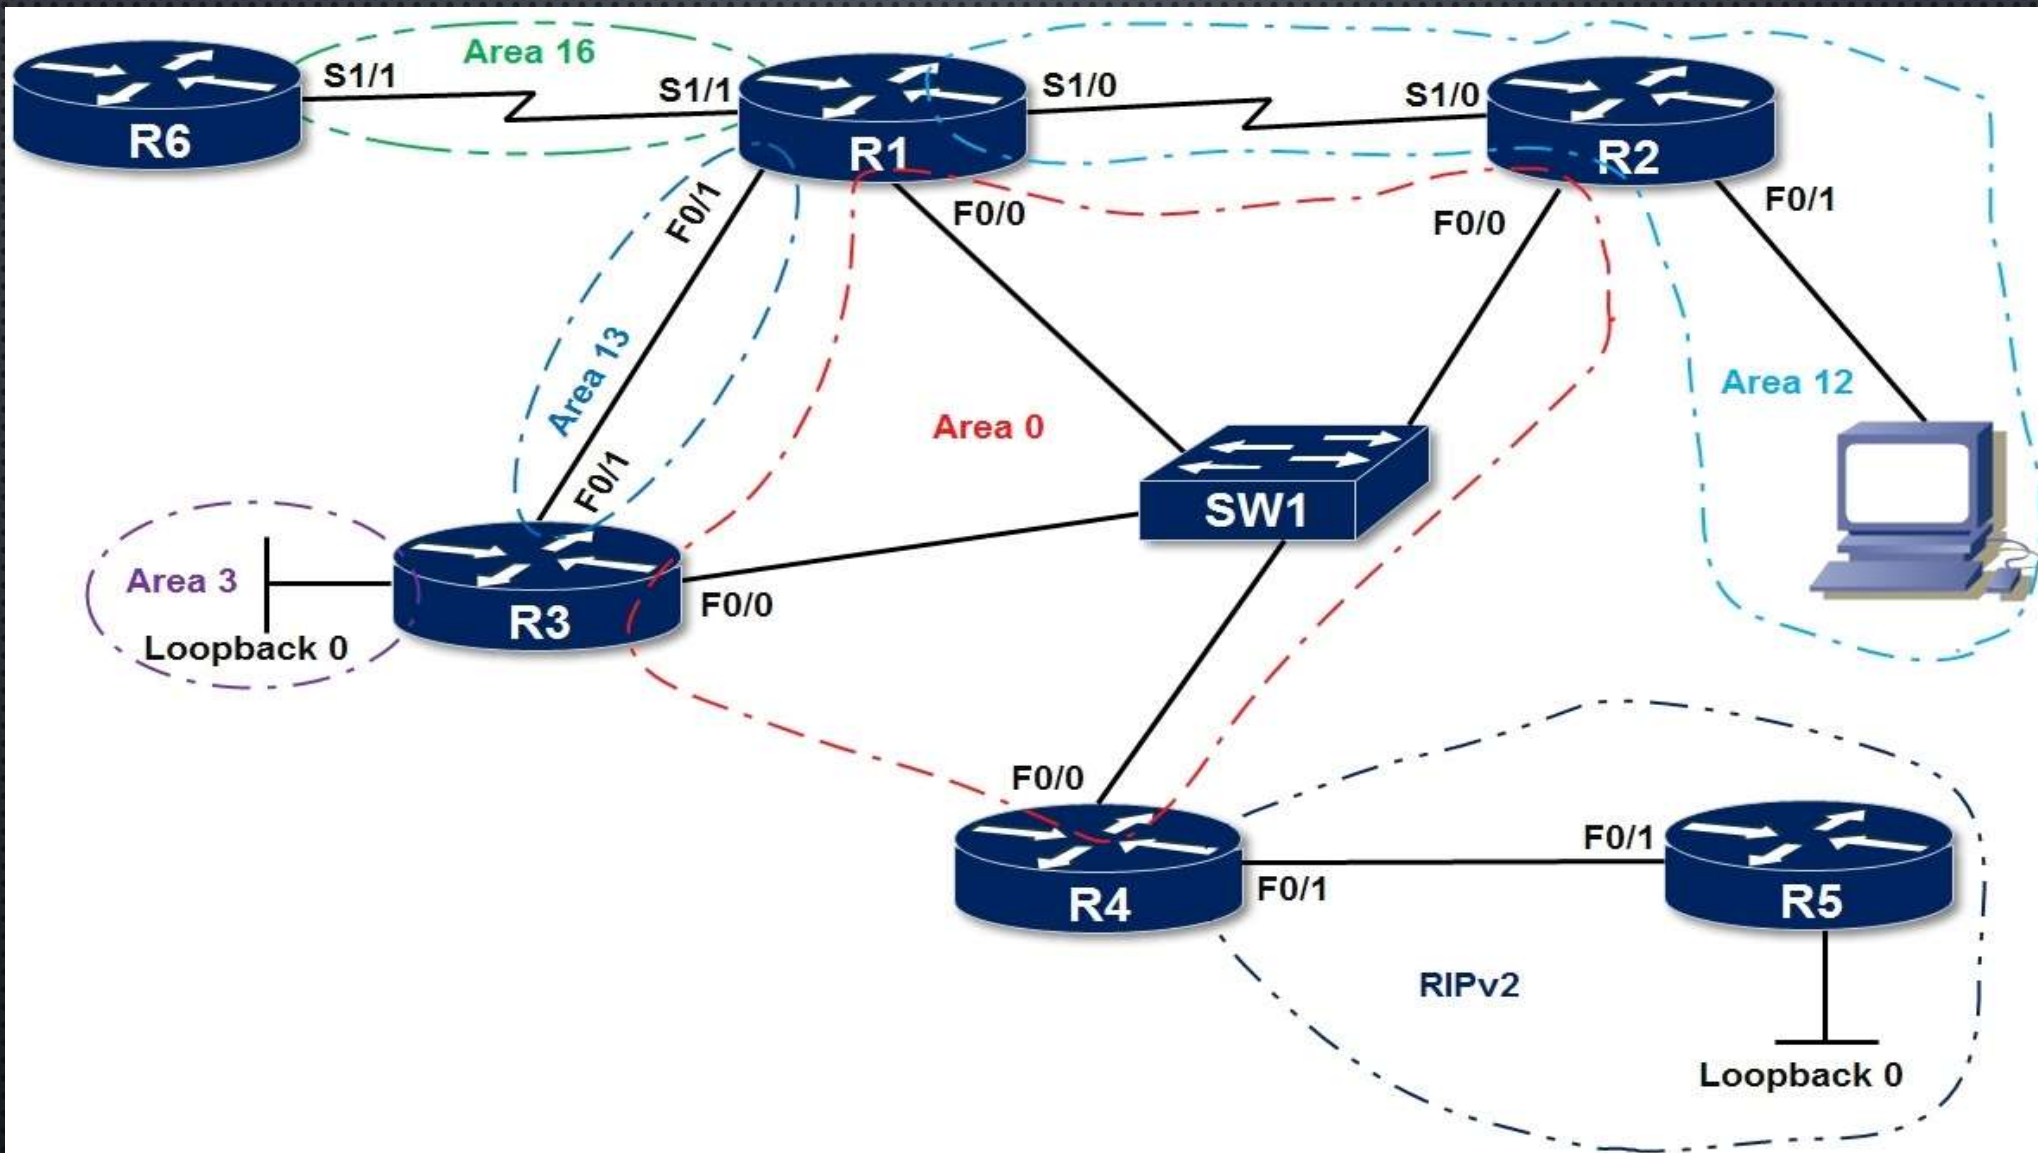 Area 16
S1/1
S1/1
R6
S1/0
S1/0
R1
R2
F0/1
F0/0
F0/0
F0/1
Area 13
Area 0
Area 12
F0/1
SW1
Area 3
R3
F0/0
Loopback 0
F0/0
F0/1
R4
F0/1
R5
RIPv2
Loopback 0